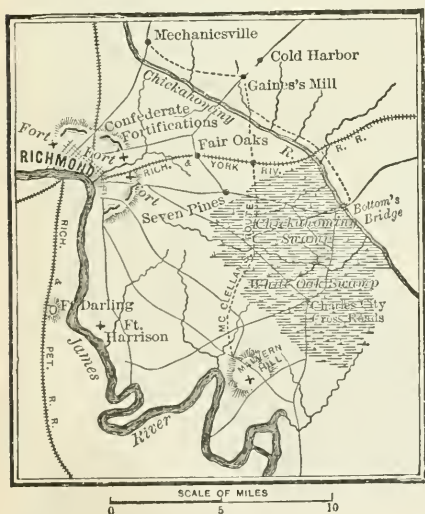 Mechanicsville
Cold Harbor
Chickahominy
Gaines's Mill
Confederate
Fortifications
Fort
Fort
Fair Oaks
R.
R. R.
RICHMOND
RICH. & YORK RIV.
Fort
Seven Pines
Bottom's
Bridge
Chickahominy
Swamp
RICH. & PET. R. R.
MC CLELLAN'S ROUTE
White Oak Swamp
Ft. Darling
Charles City
Cross Roads
Ft.
Harrison
James
MALVERN
HILL
River
SCALE OF MILES
0 5 10